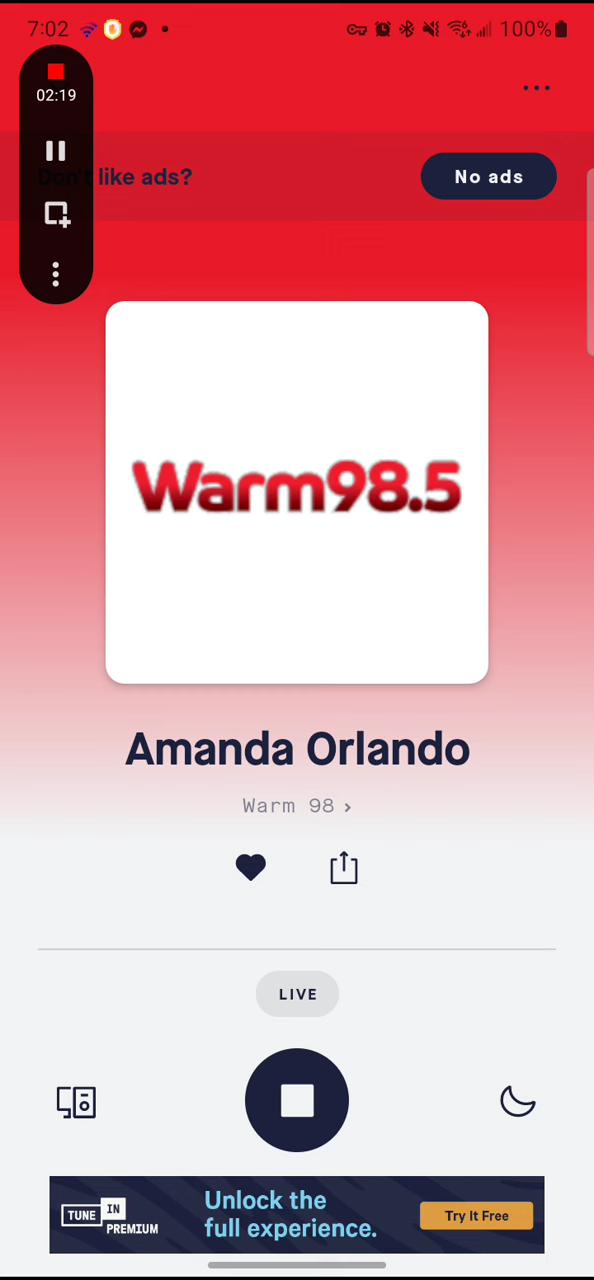 7:02
100%
02:19
Don't like ads?
No ads
Warm98.5
Amanda Orlando
Warm 98 >
LIVE
TUNE IN PREMIUM
Unlock the
full experience.
Try It Free